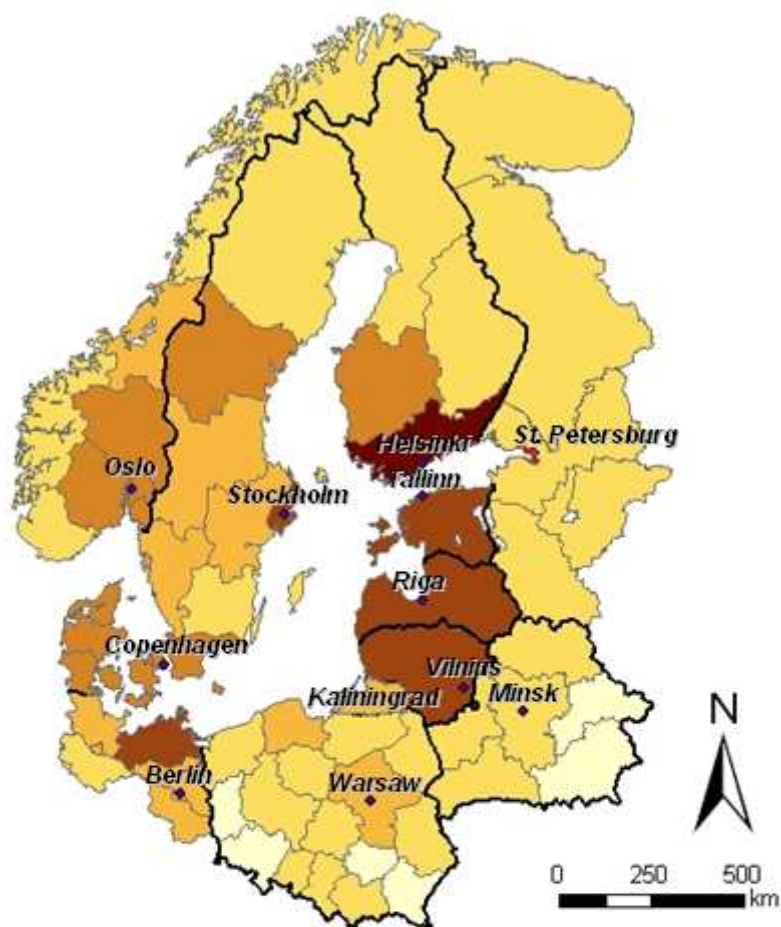 Helsinki
St. Petersburg
Oslo
Tallinn
Stockholm
Riga
Copenhagen
Vilnius
Kaliningrad
Minsk
N
Berlin
Warsaw
0 250 500
km